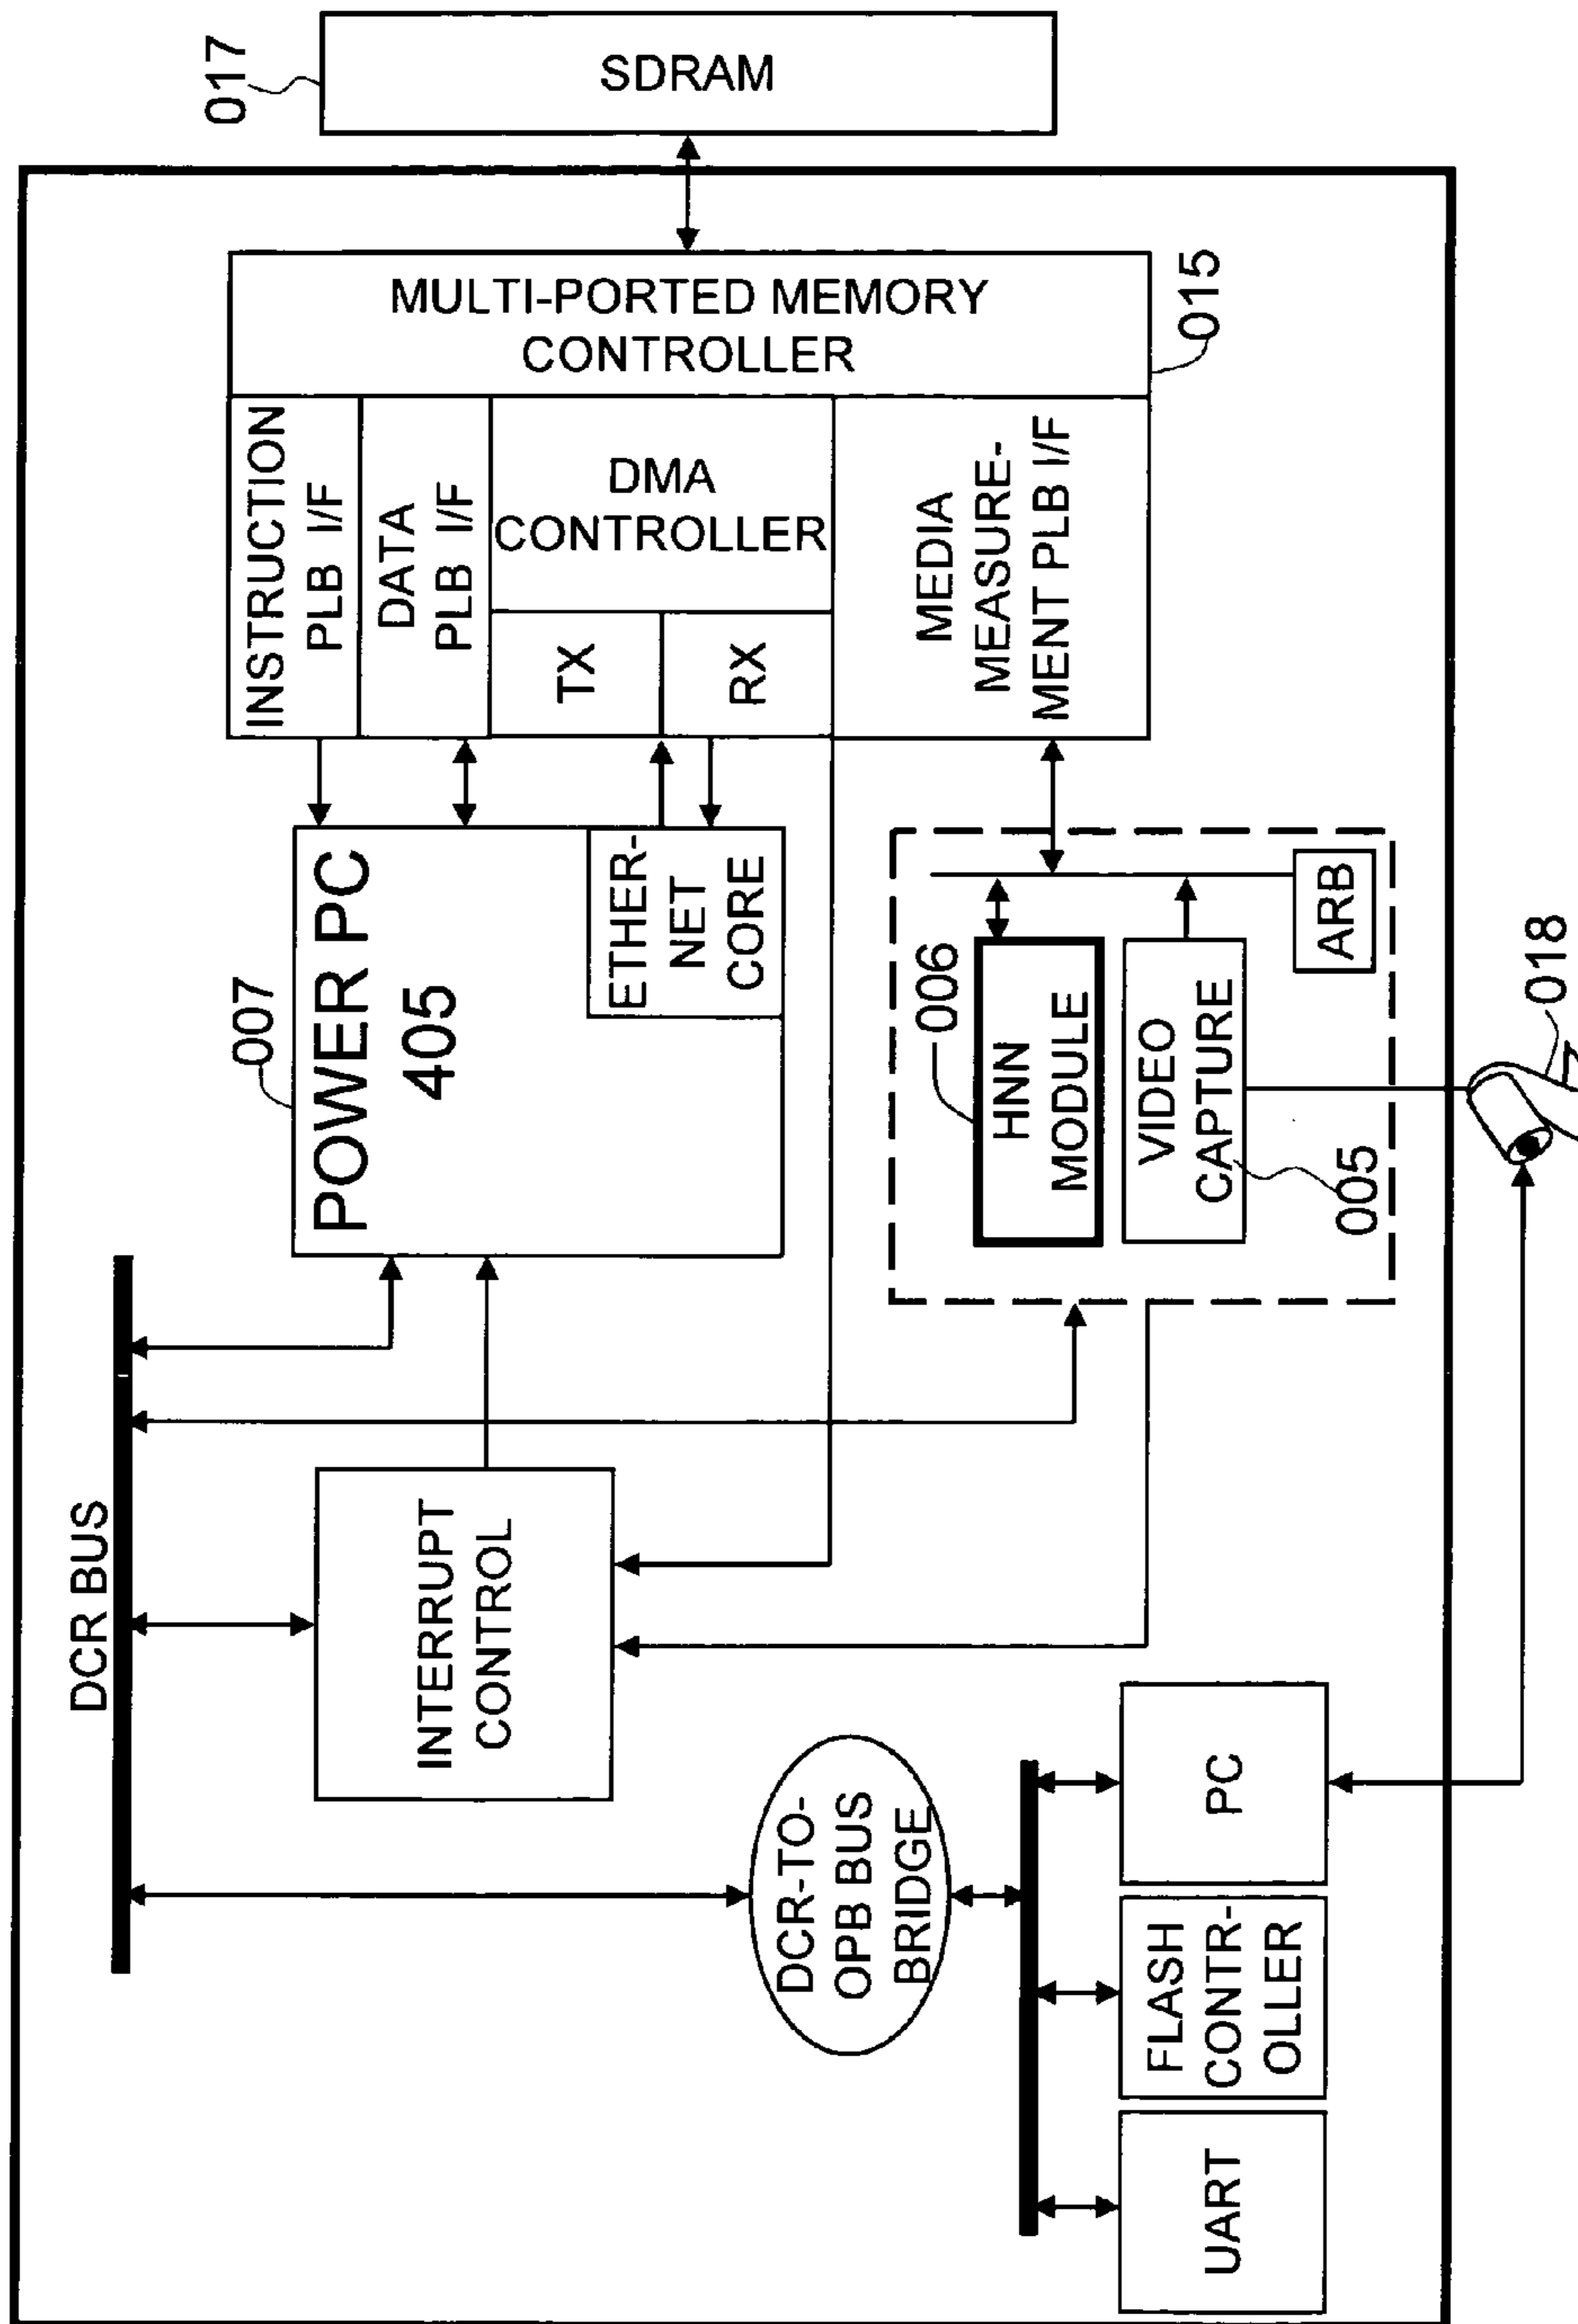 DCR BUS
INTERRUPT
CONTROL
007
POWER PC
405
ETHER-
NET
CORE
INSTRUCTION
PLB I/F
DATA
PLB I/F
TX
RX
DMA
CONTROLLER
MEDIA
MEASURE-
MENT PLB I/F
MULTI-PORTED MEMORY
CONTROLLER
015
017
SDRAM
DCR-TO-
OPB BUS
BRIDGE
UART
FLASH
CONTR-
OLLER
PC
006
HNN
MODULE
VIDEO
CAPTURE
005
ARB
018